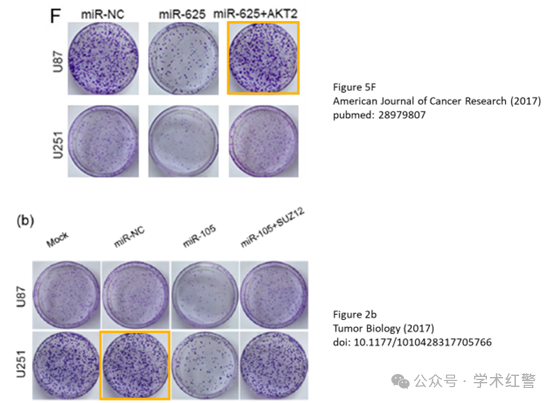 F
miR-NC miR-625 miR-625+AKT2
U87
U251
Figure 5F
American Journal of Cancer Research (2017)
pubmed: 28979807
(b)
Mock miR-NC miR-105 miR-105+SUZ12
U87
U251
Figure 2b
Tumor Biology (2017)
doi: 10.1177/1010428317705766
公众号 · 学术红警